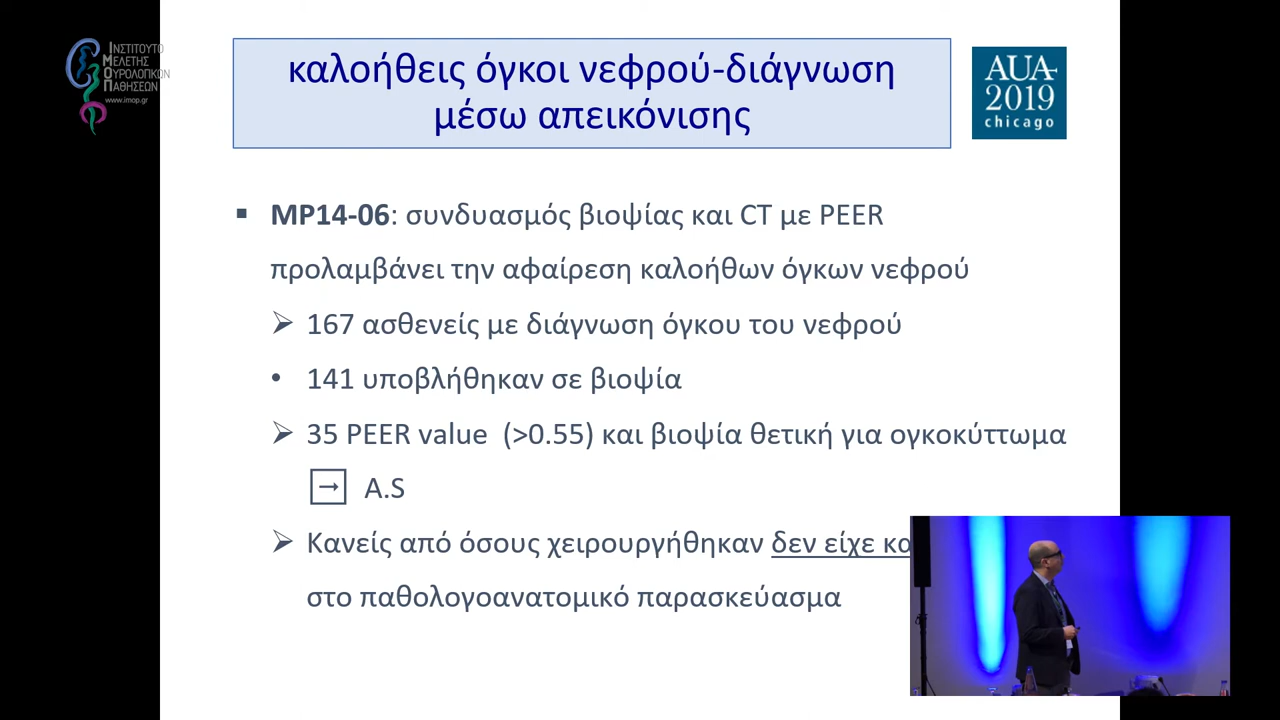 ΙΝΣΤΙΤΟΥΤΟ
ΜΕΛΕΤΗΣ
ΟΥΡΟΛΟΓΙΚΩΝ
ΠΑΘΗΣΕΩΝ
www.imop.gr
καλοήθεις όγκοι νεφρού-διάγνωση
μέσω απεικόνισης
AUA
2019
chicago
▪ MP14-06: συνδυασμός βιοψίας και CT με PEER
προλαμβάνει την αφαίρεση καλοήθων όγκων νεφρού
➢ 167 ασθενείς με διάγνωση όγκου του νεφρού
• 141 υποβλήθηκαν σε βιοψία
➢ 35 PEER value (>0.55) και βιοψία θετική για ογκοκύττωμα
→ A.S
➢ Κανείς από όσους χειρουργήθηκαν δεν είχε
στο παθολογοανατομικό παρασκεύασμα